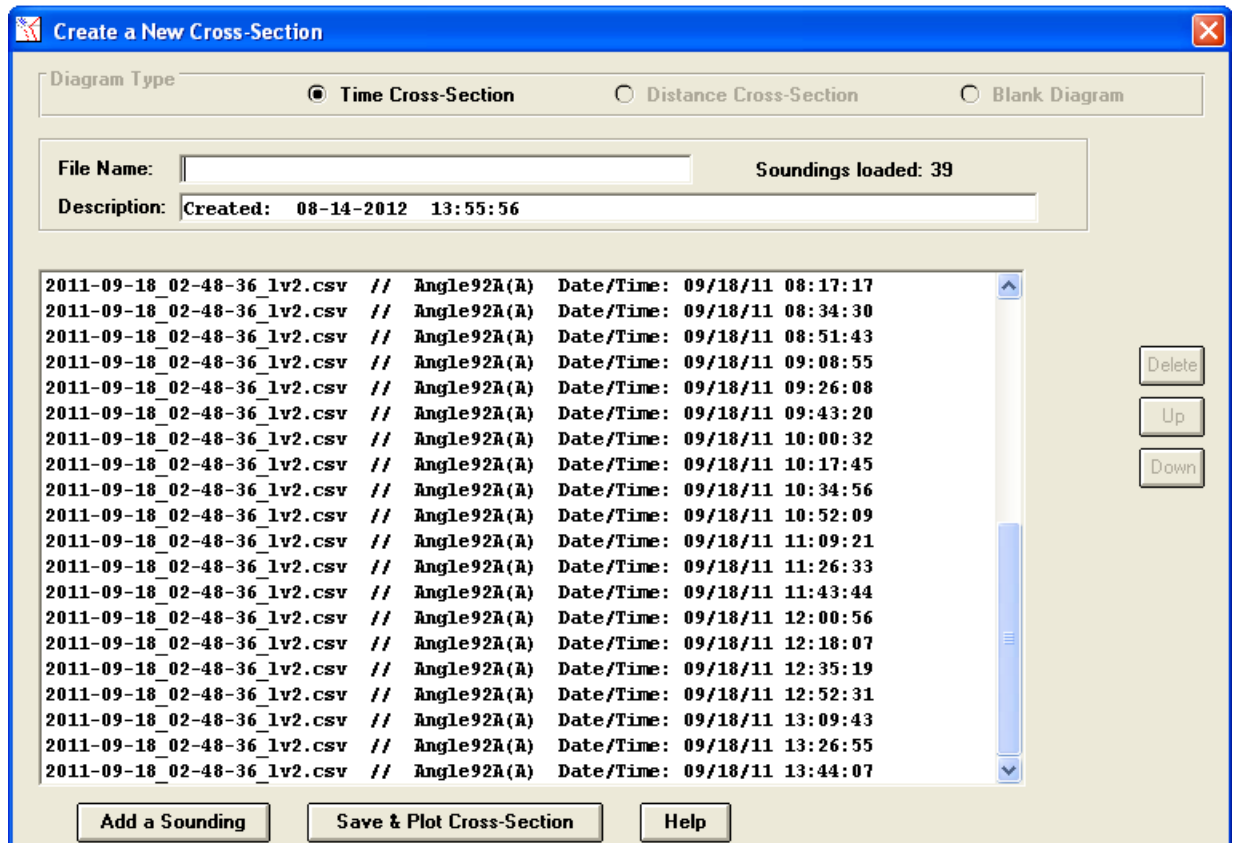 Create a New Cross-Section
Diagram Type
Time Cross-Section Distance Cross-Section Blank Diagram
File Name: Soundings loaded: 39
Description: Created: 08-14-2012 13:55:56
2011-09-18_02-48-36_lv2.csv // Angle92A(A) Date/Time: 09/18/11 08:17:17
2011-09-18_02-48-36_lv2.csv // Angle92A(A) Date/Time: 09/18/11 08:34:30
2011-09-18_02-48-36_lv2.csv // Angle92A(A) Date/Time: 09/18/11 08:51:43
2011-09-18_02-48-36_lv2.csv // Angle92A(A) Date/Time: 09/18/11 09:08:55
2011-09-18_02-48-36_lv2.csv // Angle92A(A) Date/Time: 09/18/11 09:26:08
2011-09-18_02-48-36_lv2.csv // Angle92A(A) Date/Time: 09/18/11 09:43:20
2011-09-18_02-48-36_lv2.csv // Angle92A(A) Date/Time: 09/18/11 10:00:32
2011-09-18_02-48-36_lv2.csv // Angle92A(A) Date/Time: 09/18/11 10:17:45
2011-09-18_02-48-36_lv2.csv // Angle92A(A) Date/Time: 09/18/11 10:34:56
2011-09-18_02-48-36_lv2.csv // Angle92A(A) Date/Time: 09/18/11 10:52:09
2011-09-18_02-48-36_lv2.csv // Angle92A(A) Date/Time: 09/18/11 11:09:21
2011-09-18_02-48-36_lv2.csv // Angle92A(A) Date/Time: 09/18/11 11:26:33
2011-09-18_02-48-36_lv2.csv // Angle92A(A) Date/Time: 09/18/11 11:43:44
2011-09-18_02-48-36_lv2.csv // Angle92A(A) Date/Time: 09/18/11 12:00:56
2011-09-18_02-48-36_lv2.csv // Angle92A(A) Date/Time: 09/18/11 12:18:07
2011-09-18_02-48-36_lv2.csv // Angle92A(A) Date/Time: 09/18/11 12:35:19
2011-09-18_02-48-36_lv2.csv // Angle92A(A) Date/Time: 09/18/11 12:52:31
2011-09-18_02-48-36_lv2.csv // Angle92A(A) Date/Time: 09/18/11 13:09:43
2011-09-18_02-48-36_lv2.csv // Angle92A(A) Date/Time: 09/18/11 13:26:55
2011-09-18_02-48-36_lv2.csv // Angle92A(A) Date/Time: 09/18/11 13:44:07
Delete
Up
Down
Add a Sounding Save & Plot Cross-Section Help